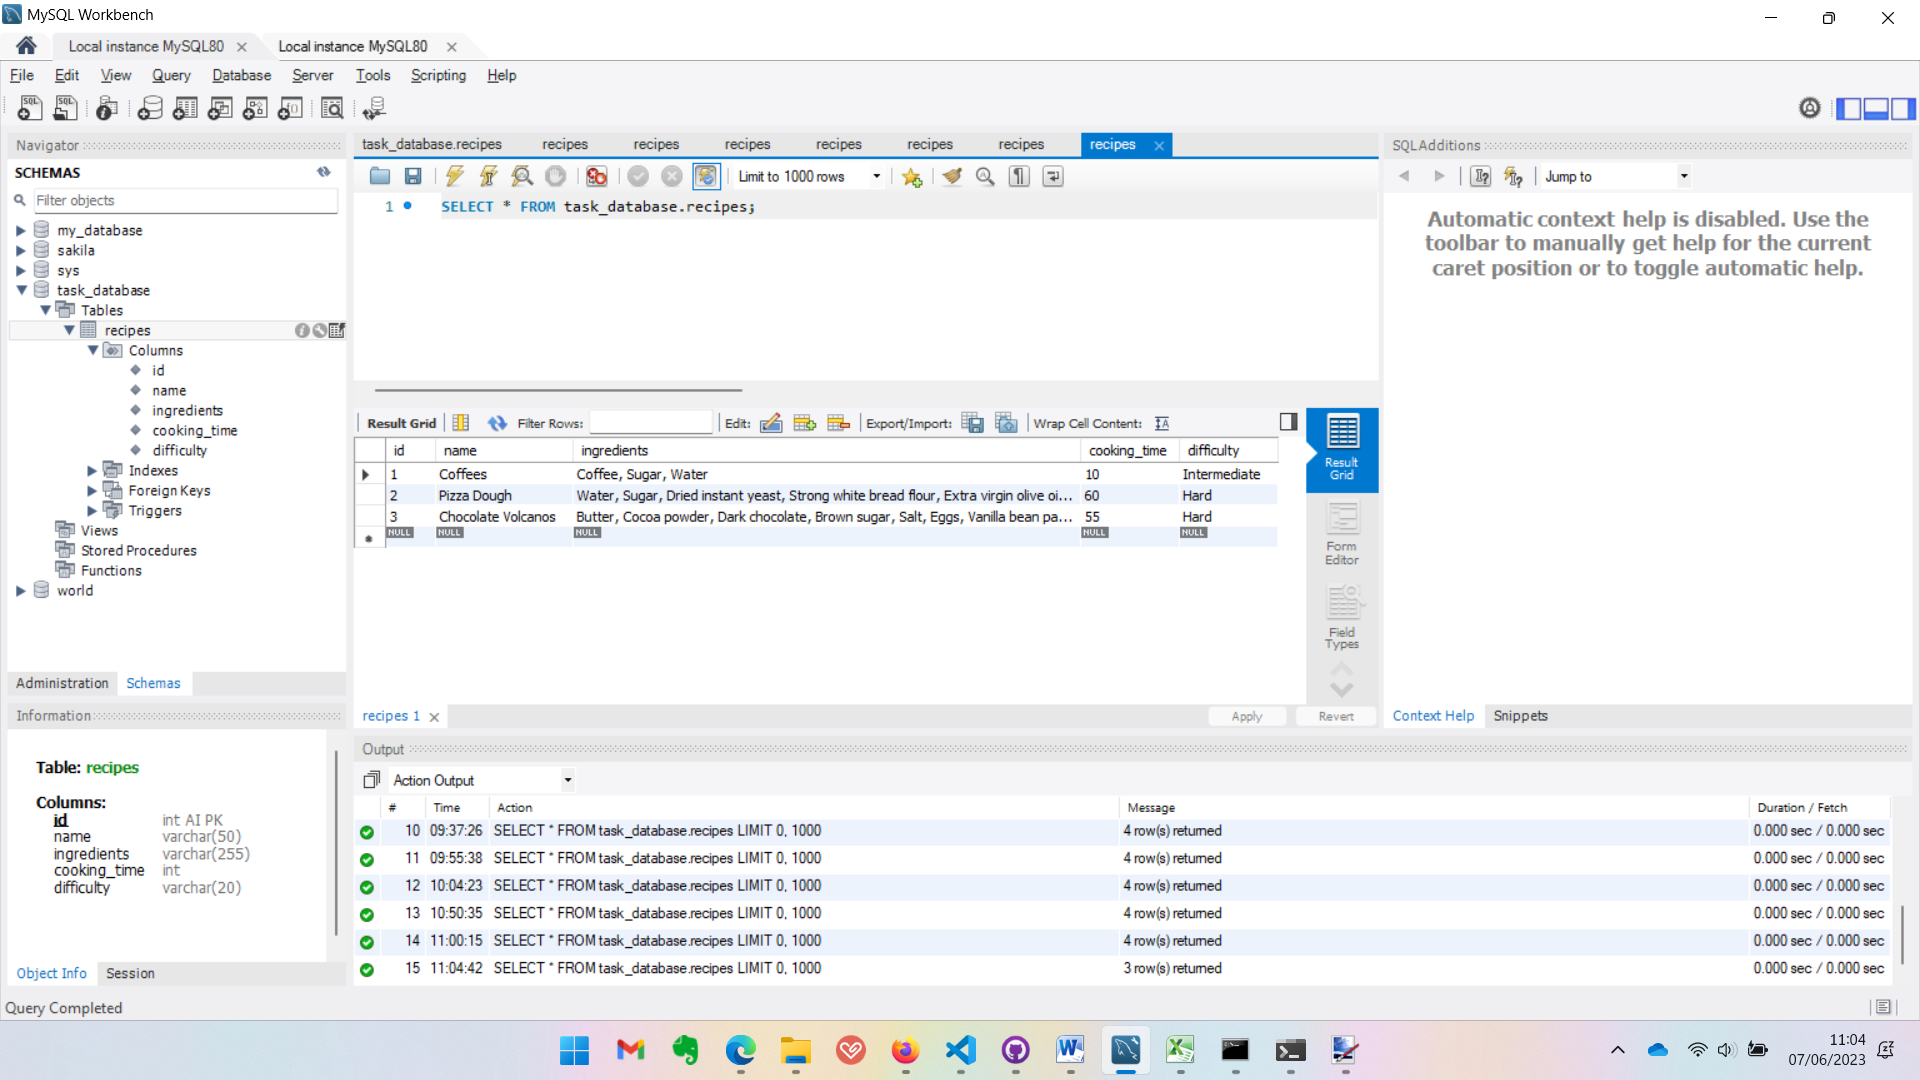 MySQL Workbench
Local instance MySQL80
Local instance MySQL80
File Edit View Query Database Server Tools Scripting Help
Navigator
SCHEMAS
Filter objects
my_database
sakila
sys
task_database
Tables
recipes
Columns
id
name
ingredients
cooking_time
difficulty
Indexes
Foreign Keys
Triggers
Views
Stored Procedures
Functions
world
Administration Schemas
Information
Table: recipes
Columns:
id int AI PK
name varchar(50)
ingredients varchar(255)
cooking_time int
difficulty varchar(20)
Object Info Session
Query Completed
task_database.recipes recipes recipes recipes recipes recipes recipes recipes
Limit to 1000 rows
1 SELECT * FROM task_database.recipes;
Result Grid Filter Rows: Edit: Export/Import: Wrap Cell Content:
id name ingredients cooking_time difficulty
1 Coffees Coffee, Sugar, Water 10 Intermediate
2 Pizza Dough Water, Sugar, Dried instant yeast, Strong white bread flour, Extra virgin olive oi... 60 Hard
3 Chocolate Volcanos Butter, Cocoa powder, Dark chocolate, Brown sugar, Salt, Eggs, Vanilla bean pa... 55 Hard
NULL NULL NULL NULL NULL
Result
Grid
Form
Editor
Field
Types
recipes 1
Apply Revert
SQLAdditions
Jump to
Automatic context help is disabled. Use the
toolbar to manually get help for the current
caret position or to toggle automatic help.
Context Help Snippets
Output
Action Output
# Time Action Message Duration / Fetch
10 09:37:26 SELECT * FROM task_database.recipes LIMIT 0, 1000 4 row(s) returned 0.000 sec / 0.000 sec
11 09:55:38 SELECT * FROM task_database.recipes LIMIT 0, 1000 4 row(s) returned 0.000 sec / 0.000 sec
12 10:04:23 SELECT * FROM task_database.recipes LIMIT 0, 1000 4 row(s) returned 0.000 sec / 0.000 sec
13 10:50:35 SELECT * FROM task_database.recipes LIMIT 0, 1000 4 row(s) returned 0.000 sec / 0.000 sec
14 11:00:15 SELECT * FROM task_database.recipes LIMIT 0, 1000 4 row(s) returned 0.000 sec / 0.000 sec
15 11:04:42 SELECT * FROM task_database.recipes LIMIT 0, 1000 3 row(s) returned 0.000 sec / 0.000 sec
11:04
07/06/2023